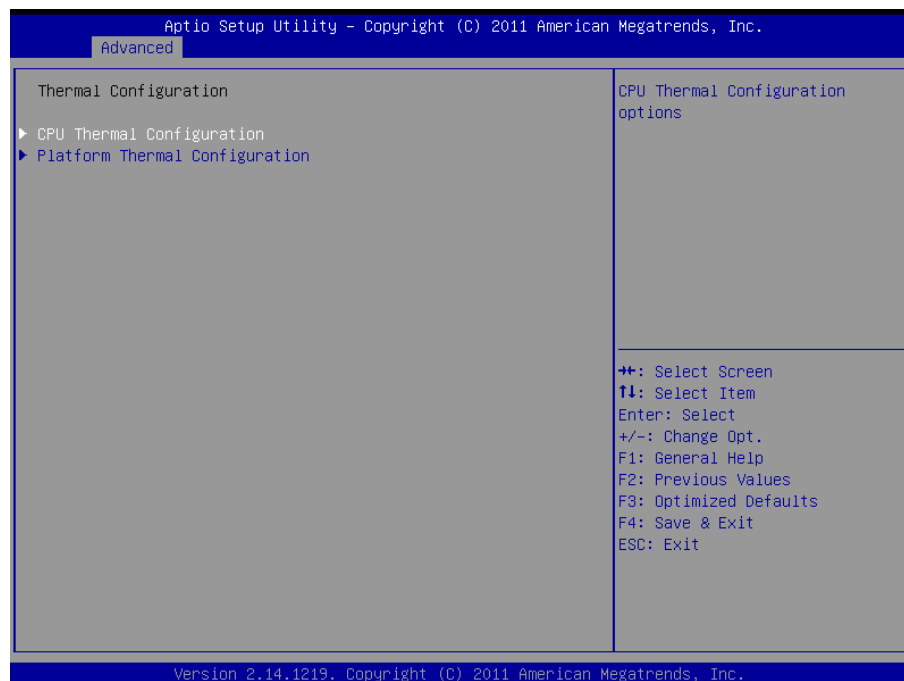 Aptio Setup Utility – Copyright (C) 2011 American Megatrends, Inc.
Advanced
Thermal Configuration
CPU Thermal Configuration
Platform Thermal Configuration
CPU Thermal Configuration
options
→←: Select Screen
↑↓: Select Item
Enter: Select
+/-: Change Opt.
F1: General Help
F2: Previous Values
F3: Optimized Defaults
F4: Save & Exit
ESC: Exit
Version 2.14.1219. Copyright (C) 2011 American Megatrends, Inc.